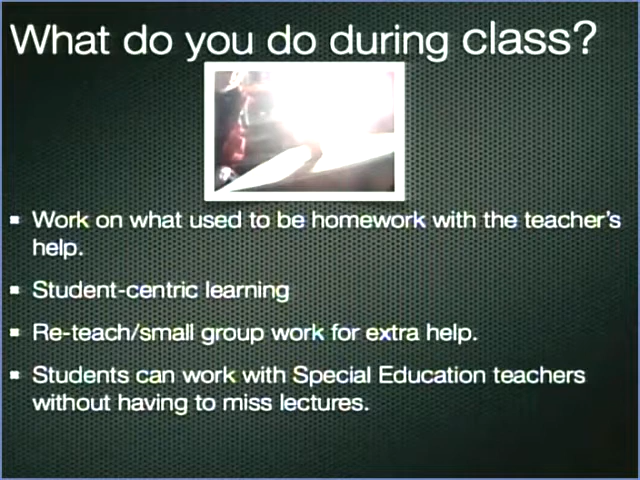 What do you do during class?
Work on what used to be homework with the teacher's
help.
Student-centric learning
Re-teach/small group work for extra help.
Students can work with Special Education teachers
without having to miss lectures.